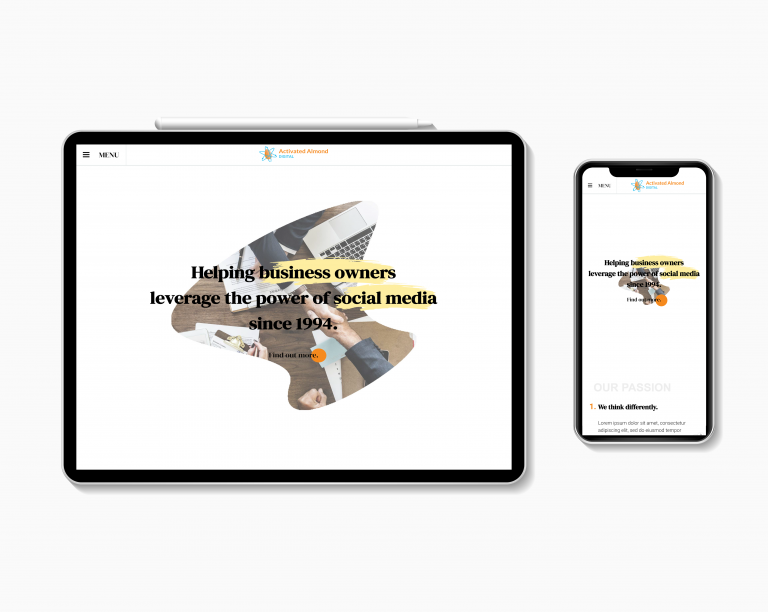 MENU
Activated Almond
DIGITAL
Helping business owners
leverage the power of social media
since 1994.
Find out more.
MENU
Activated Almond
DIGITAL
Helping business owners
leverage the power of social media
since 1994.
Find out more.
OUR PASSION
1. We think differently.
Lorem ipsum dolor sit amet, consectetur
adipiscing elit, sed do eiusmod tempor